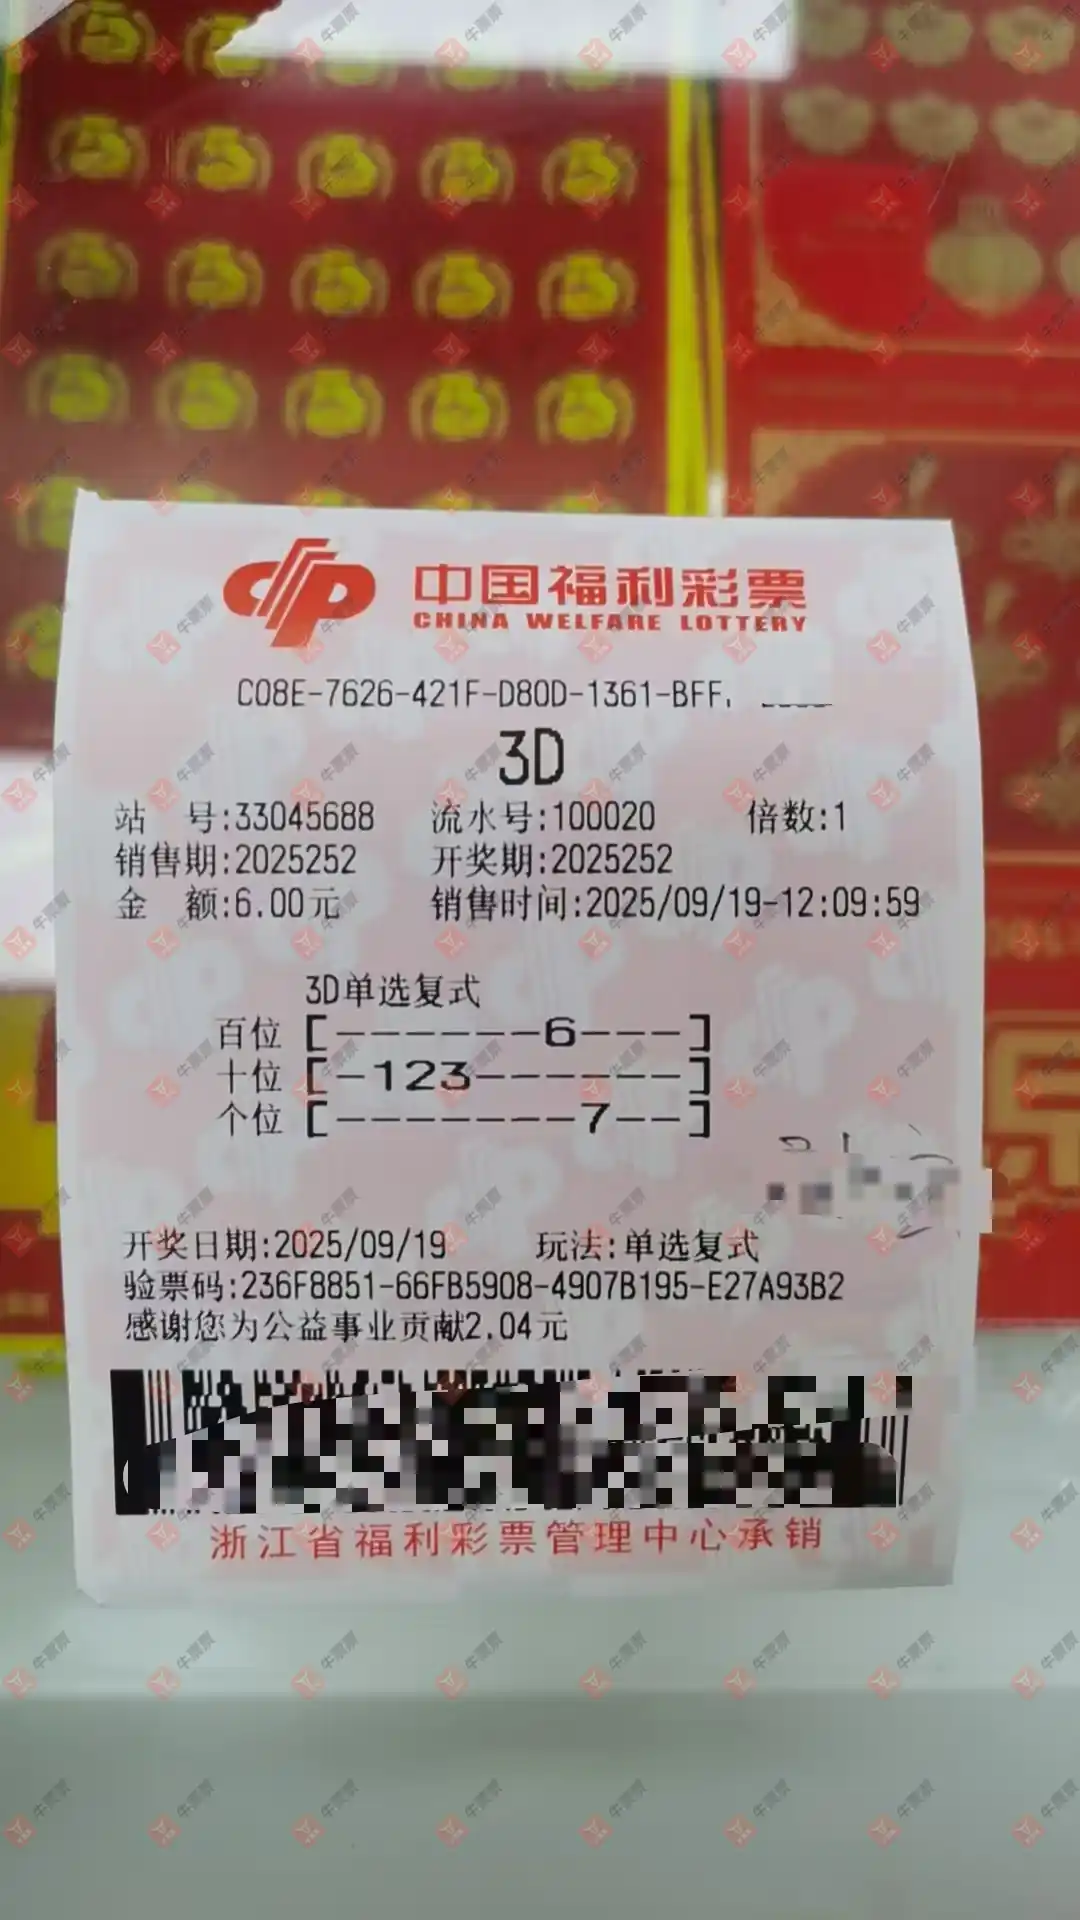 中国福利彩票
CHINA WELFARE LOTTERY
C08E-7626-421F-D80D-1361-BFF
3D
站 号:33045688 流水号:100020 倍数:1
销售期:2025252 开奖期:2025252
金 额:6.00元 销售时间:2025/09/19-12:09:59
3D单选复式
百位 [------6---]
十位 [-123------]
个位 [-------7--]
开奖日期:2025/09/19 玩法:单选复式
验票码:236F8851-66FB5908-4907B195-E27A93B2
感谢您为公益事业贡献2.04元
浙江省福利彩票管理中心承销
牛票票